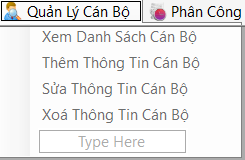 Quản Lý Cán Bộ Phân Công
Xem Danh Sách Cán Bộ
Thêm Thông Tin Cán Bộ
Sửa Thông Tin Cán Bộ
Xoá Thông Tin Cán Bộ
Type Here